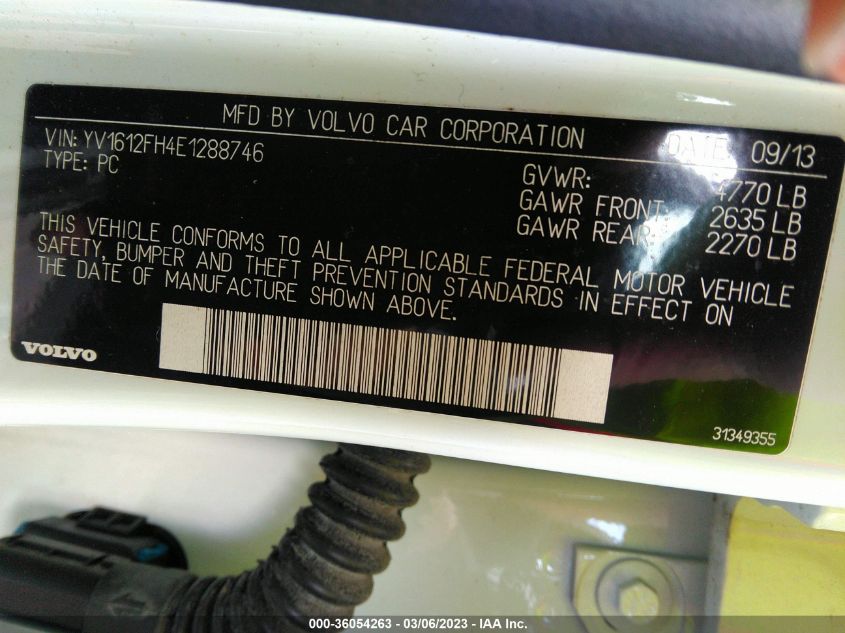 MFD BY VOLVO CAR CORPORATION DATE: 09/13
VIN: YV1612FH4E1288746
TYPE: PC
GVWR: 4770 LB
GAWR FRONT: 2635 LB
GAWR REAR: 2270 LB
THIS VEHICLE CONFORMS TO ALL APPLICABLE FEDERAL MOTOR VEHICLE
SAFETY, BUMPER AND THEFT PREVENTION STANDARDS IN EFFECT ON
THE DATE OF MANUFACTURE SHOWN ABOVE.
VOLVO
31349355
000-36054263 - 03/06/2023 - IAA Inc.